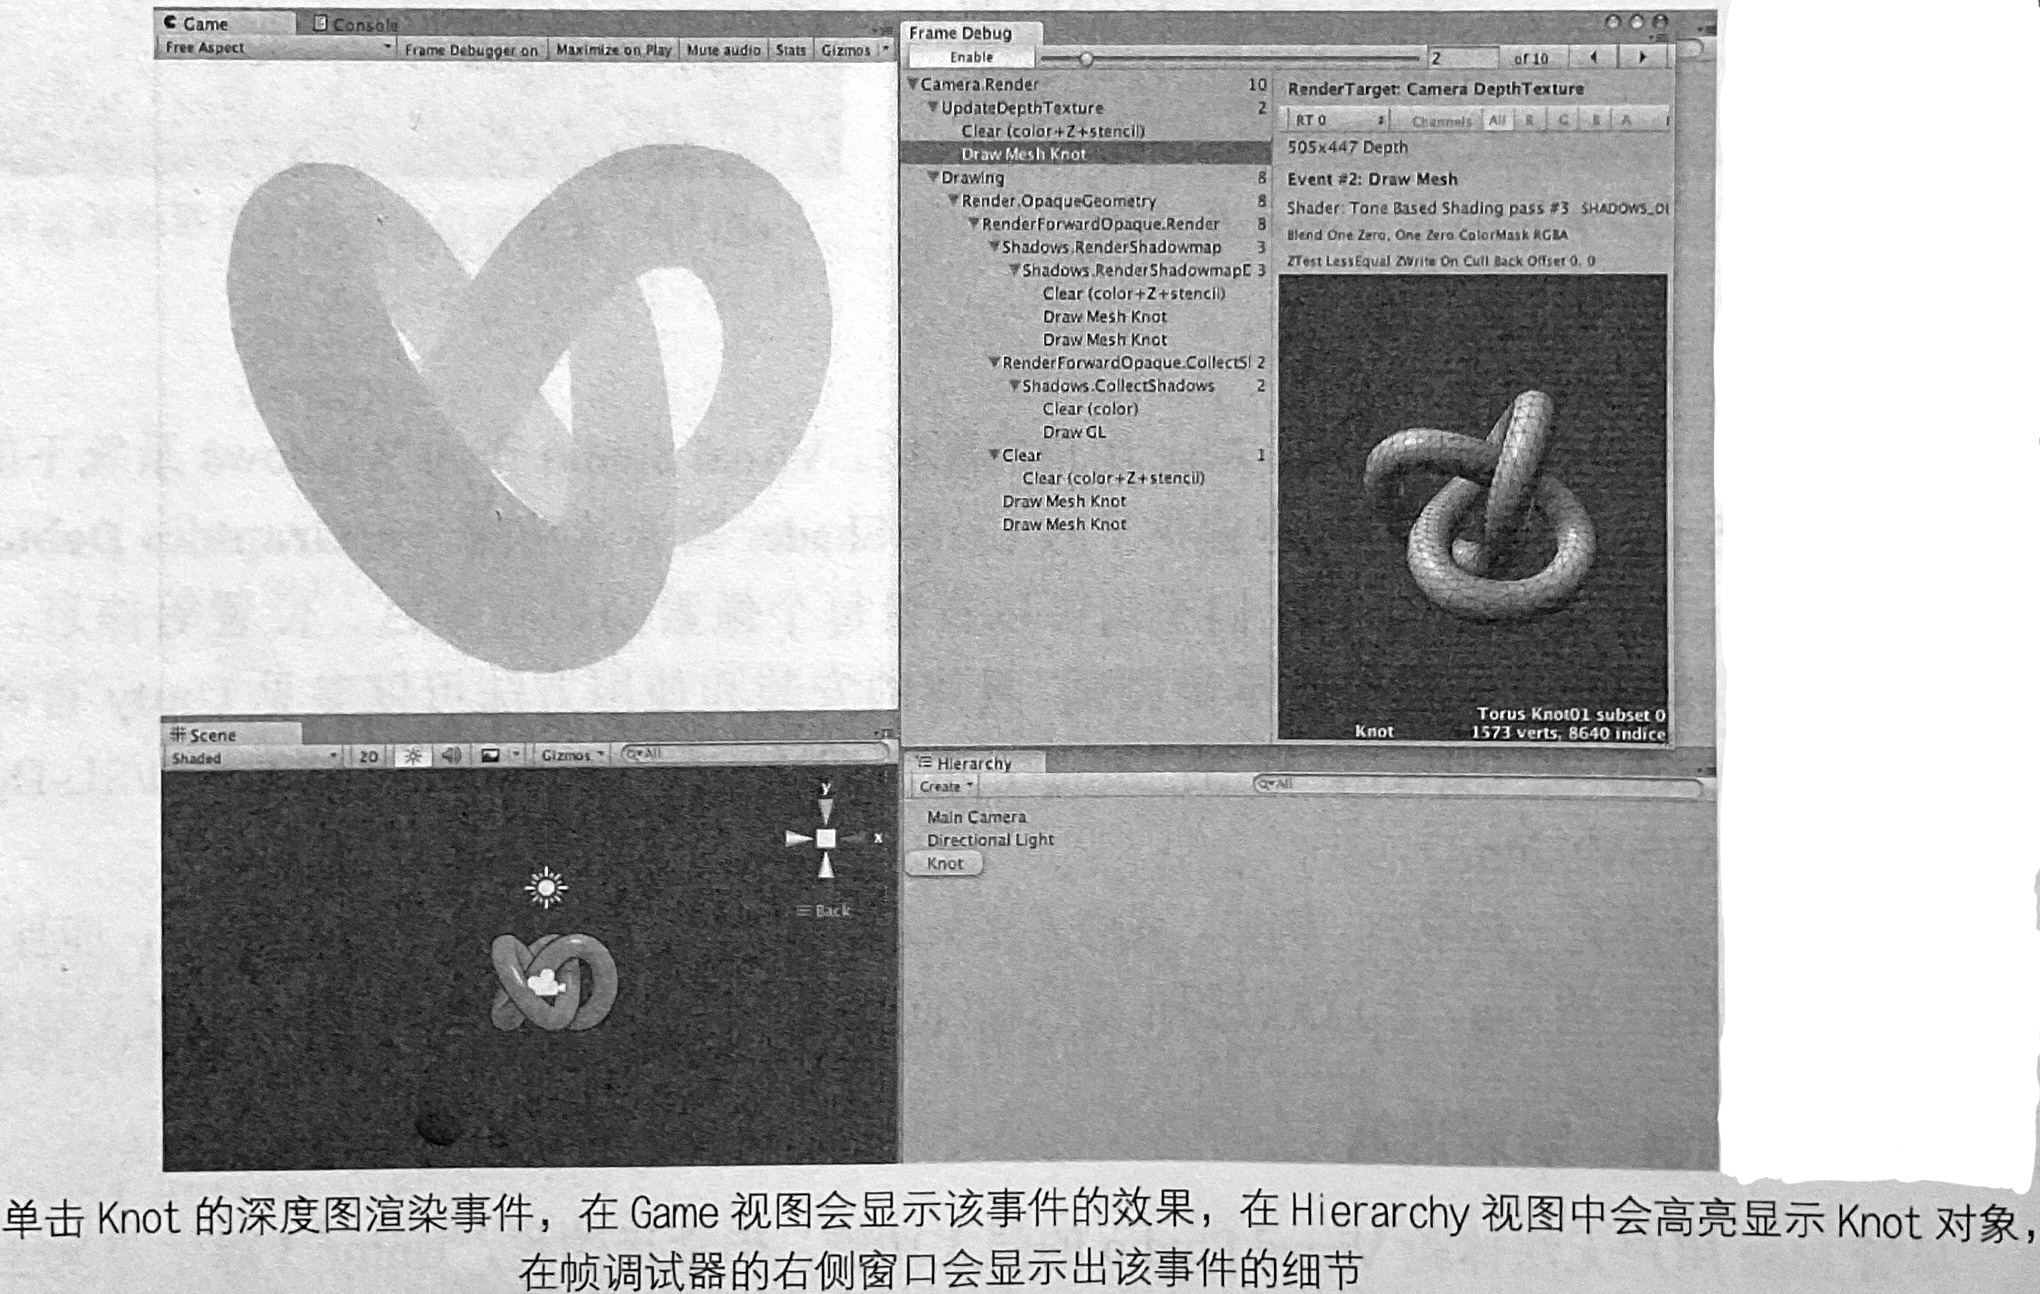 Game
Console
Free Aspect
Frame Debugger on
Maximize on Play
Mute audio
Stats
Gizmos
Frame Debug
Enable
2
of 10
Camera.Render 10
UpdateDepthTexture 2
Clear (color+Z+stencil)
Draw Mesh Knot
Drawing 8
Render.OpaqueGeometry 8
RenderForwardOpaque.Render 8
Shadows.RenderShadowmap 3
Shadows.RenderShadowmapD 3
Clear (color+Z+stencil)
Draw Mesh Knot
Draw Mesh Knot
RenderForwardOpaque.CollectSl 2
Shadows.CollectShadows 2
Clear (color)
Draw GL
Clear 1
Clear (color+Z+stencil)
Draw Mesh Knot
Draw Mesh Knot
RenderTarget: Camera DepthTexture
RT 0
Channels All R G B A
505x447 Depth
Event #2: Draw Mesh
Shader: Tone Based Shading pass #3 SHADOWS_DI
Blend One Zero, One Zero ColorMask RGBA
ZTest LessEqual ZWrite On Cull Back Offset 0, 0
Torus Knot01 subset 0
Knot 1573 verts, 8640 indice
Scene
Shaded
2D
Gizmos
All
y
x
Back
Hierarchy
Create
All
Main Camera
Directional Light
Knot
单击 Knot 的深度图渲染事件，在 Game 视图会显示该事件的效果，在 Hierarchy 视图中会高亮显示 Knot 对象，
在帧调试器的右侧窗口会显示出该事件的细节